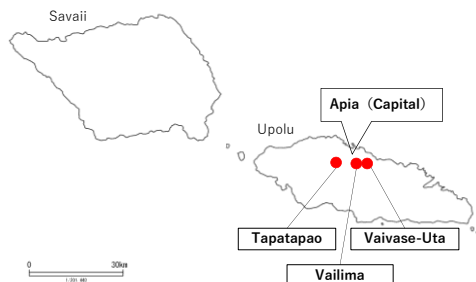 Savaii
Apia（Capital）
Upolu
Tapatapao
Vaivase-Uta
Vailima
0 30km